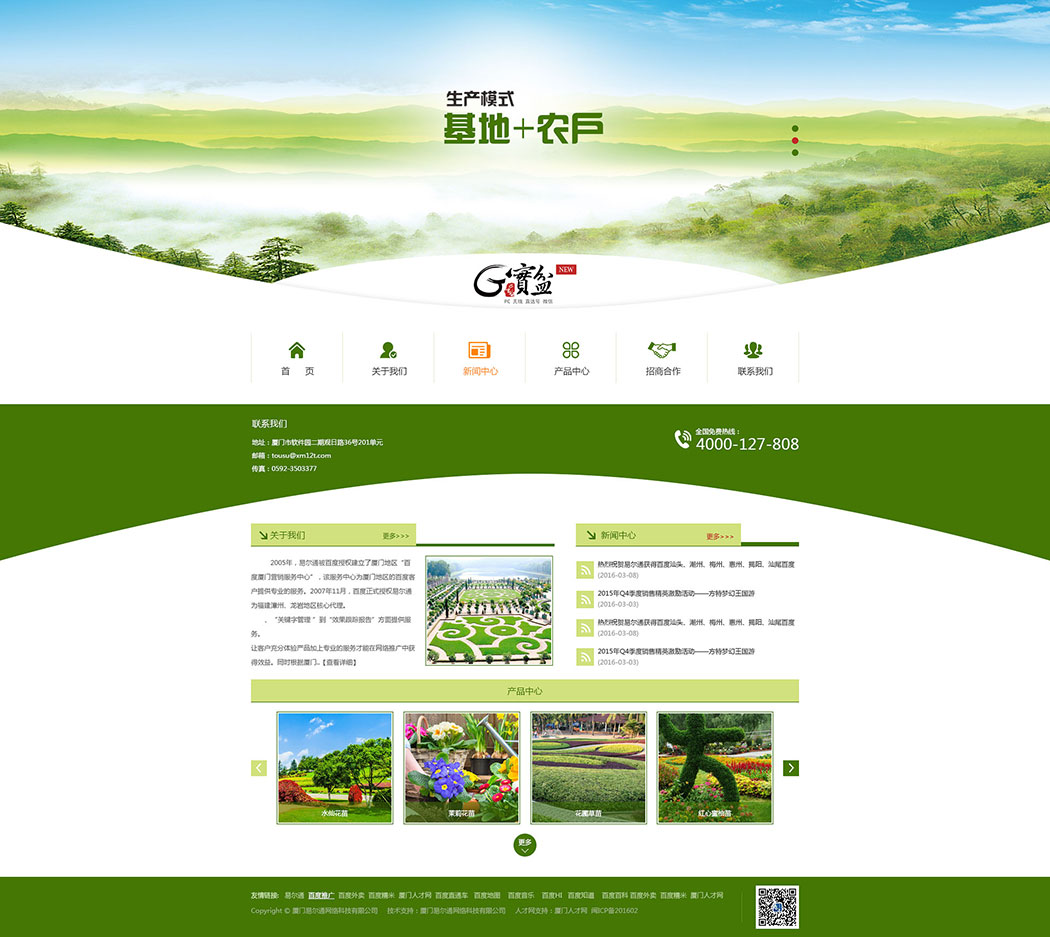 生产模式
基地+农戶
G寶盆
NEW
首 页
关于我们
新闻中心
产品中心
招商合作
联系我们
联系我们
地址：厦门市软件园二期观日路36号201单元
邮箱：tousu@xm12t.com
传真：0592-3503377
全国免费热线：
4000-127-808
关于我们 更多>>>
2005年，易尔通被百度授权建立了厦门地区“百
度厦门营销服务中心”，该服务中心为厦门地区的百度客
户提供专业的服务。2007年11月，百度正式授权易尔通
为福建漳州、龙岩地区核心代理。
、“关键字管理 ”到“效果跟踪报告”方面提供服
务。
让客户充分体验产品加上专业的服务才能在网络推广中获
得效益。同时根据厦门..【查看详细】
新闻中心 更多>>>
热烈祝贺易尔通获得百度汕头、潮州、梅州、惠州、揭阳、汕尾百度
(2016-03-08)
2015年Q4季度销售精英激励活动——方特梦幻王国游
(2016-03-03)
热烈祝贺易尔通获得百度汕头、潮州、梅州、惠州、揭阳、汕尾百度
(2016-03-08)
2015年Q4季度销售精英激励活动——方特梦幻王国游
(2016-03-03)
产品中心
水仙花苗
茉莉花苗
花園草苗
红心蜜柚苗
更多
友情链接: 易尔通 百度推广 百度外卖 百度糯米 厦门人才网 百度直通车 百度地图 百度音乐 百度HI 百度知道 百度百科 百度外卖 百度糯米 厦门人才网
Copyright © 厦门易尔通网络科技有限公司 技术支持：厦门易尔通网络科技有限公司 人才网支持：厦门人才网 闽ICP备201602